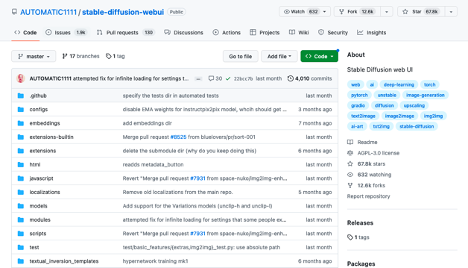 AUTOMATIC1111 / stable-diffusion-webui Public
Watch 632 Fork 12.6k Star 67.8k
Code Issues 1.9k Pull requests 130 Discussions Actions Projects Wiki Security Insights
master 17 branches 1 tag Go to file Add file Code
AUTOMATIC1111 attempted fix for infinite loading for settings t... 22bcc7b last month 4,010 commits
.github specify the tests dir in automated tests last month
configs disable EMA weights for instructpix2pix model, whcih should get ... 3 months ago
embeddings add embeddings dir 7 months ago
extensions-builtin Merge pull request #8525 from bluelovers/pr/sort-001 last month
extensions delete the submodule dir (why do you keep doing this) 6 months ago
html readds metadata_button last month
javascript Revert "Merge pull request #7931 from space-nuko/img2img-enh... last month
localizations Remove old localizations from the main repo. 5 months ago
models Add support for the Variations models (unclip-h and unclip-l) last month
modules attempted fix for infinite loading for settings that some people ex... last month
scripts Revert "Merge pull request #7931 from space-nuko/img2img-enh... last month
test test/basic_features/{extras,img2img}_test.py: use absolute path last month
textual_inversion_templates hypernetwork training mk1 6 months ago
About
Stable Diffusion web UI
web ai deep-learning torch
pytorch unstable image-generation
gradio diffusion upscaling
text2image image2image img2img
ai-art txt2img stable-diffusion
Readme
AGPL-3.0 license
67.8k stars
632 watching
12.6k forks
Report repository
Releases
1 tags
Packages